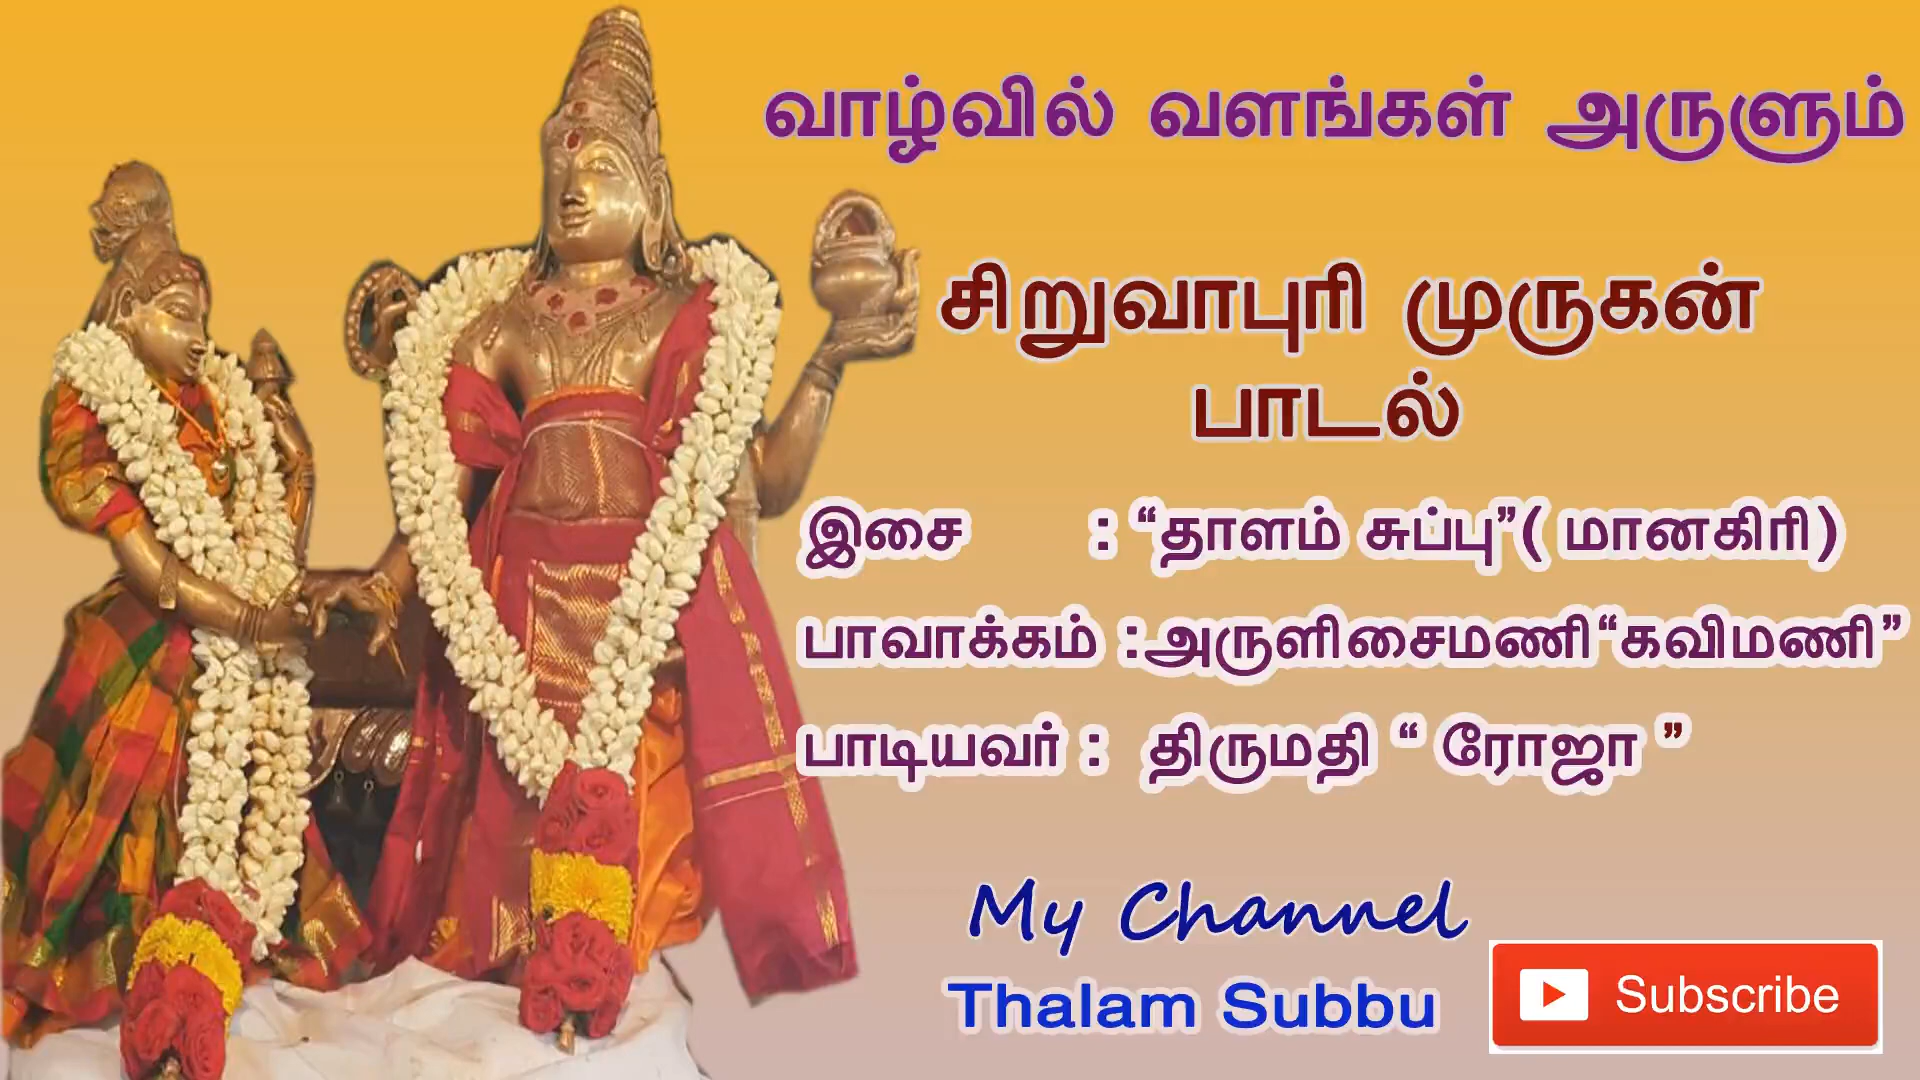 வாழ்வில் வளங்கள் அருளும்
சிறுவாபுரி முருகன்
பாடல்
இசை : “தாளம் சுப்பு”( மானகிரி)
பாவாக்கம் :அருளிசைமணி“கவிமணி”
பாடியவர் : திருமதி “ ரோஜா ”
My Channel
Thalam Subbu
Subscribe